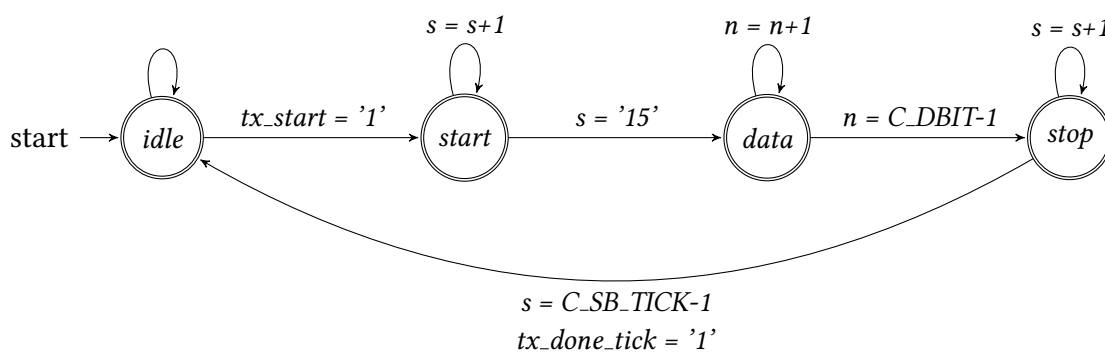 s = s+1
n = n+1
s = s+1
start
idle
tx_start = '1'
start
s = '15'
data
n = C_DBIT-1
stop
s = C_SB_TICK-1
tx_done_tick = '1'